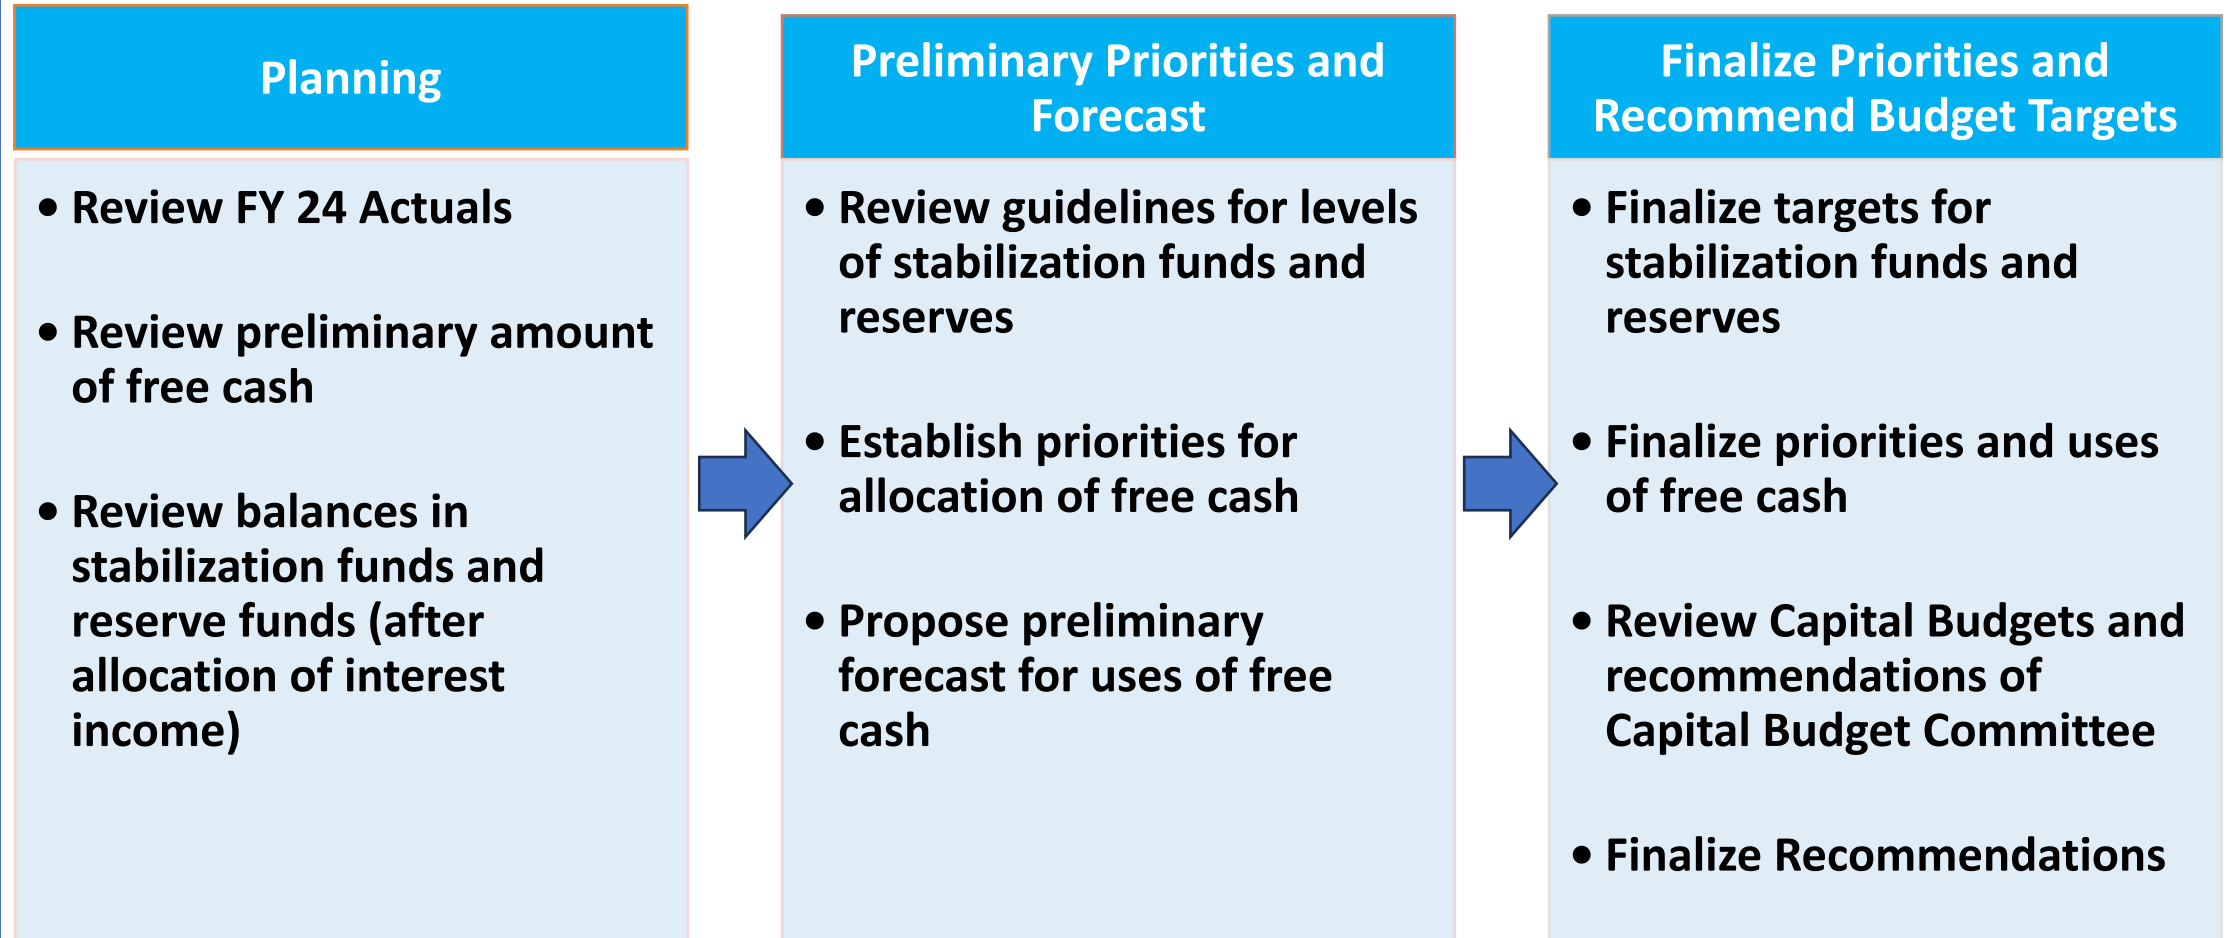 Planning
• Review FY 24 Actuals
• Review preliminary amount
of free cash
• Review balances in
stabilization funds and
reserve funds (after
allocation of interest
income)
Preliminary Priorities and
Forecast
• Review guidelines for levels
of stabilization funds and
reserves
• Establish priorities for
allocation of free cash
• Propose preliminary
forecast for uses of free
cash
Finalize Priorities and
Recommend Budget Targets
• Finalize targets for
stabilization funds and
reserves
• Finalize priorities and uses
of free cash
• Review Capital Budgets and
recommendations of
Capital Budget Committee
• Finalize Recommendations